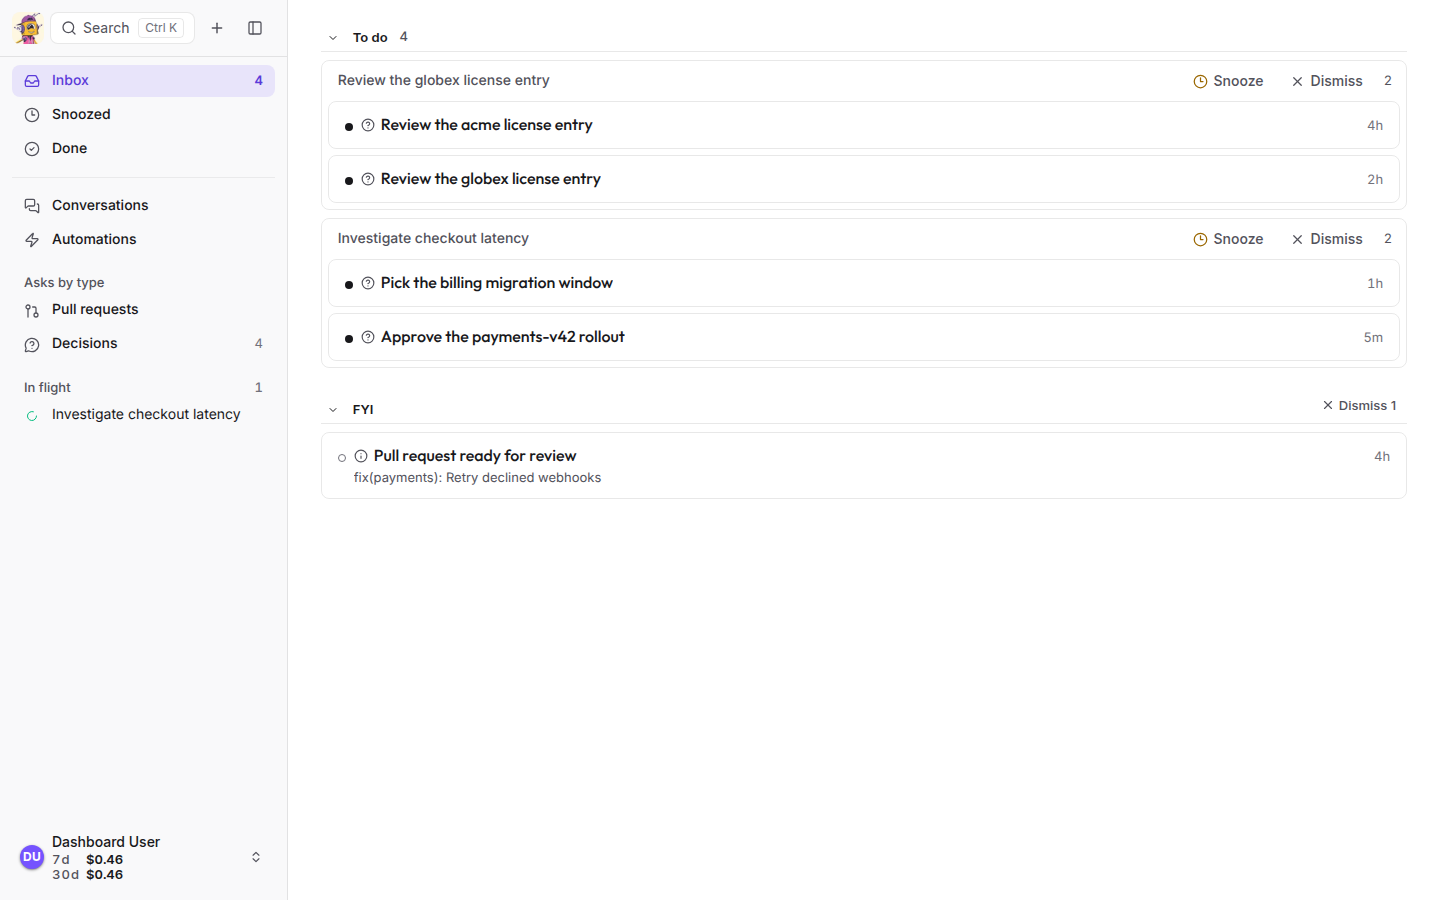 Search Ctrl K
Inbox 4
Snoozed
Done
Conversations
Automations
Asks by type
Pull requests
Decisions 4
In flight 1
Investigate checkout latency
DU
Dashboard User
7d $0.46
30d $0.46
To do 4
Review the globex license entry Snooze Dismiss 2
Review the acme license entry 4h
Review the globex license entry 2h
Investigate checkout latency Snooze Dismiss 2
Pick the billing migration window 1h
Approve the payments-v42 rollout 5m
FYI Dismiss 1
Pull request ready for review 4h
fix(payments): Retry declined webhooks